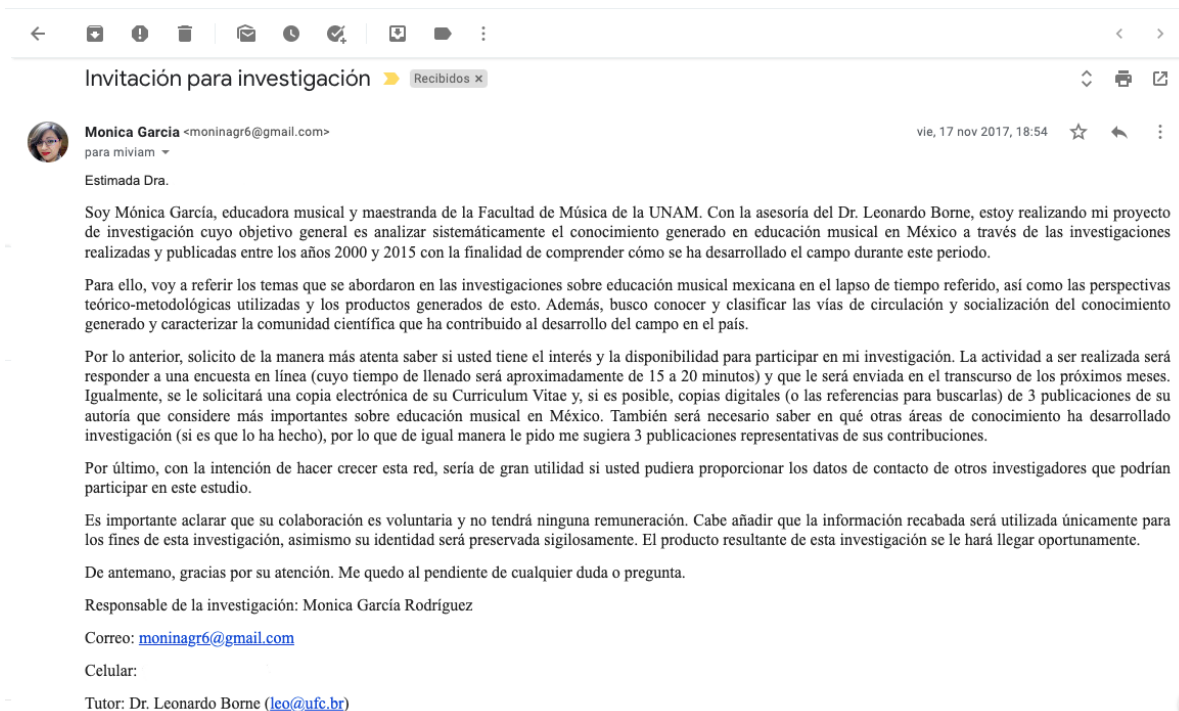 Invitación para investigación Recibidos ×
Monica Garcia <moninagr6@gmail.com> vie, 17 nov 2017, 18:54
para miviam
Estimada Dra.
Soy Mónica García, educadora musical y maestranda de la Facultad de Música de la UNAM. Con la asesoría del Dr. Leonardo Borne, estoy realizando mi proyecto
de investigación cuyo objetivo general es analizar sistemáticamente el conocimiento generado en educación musical en México a través de las investigaciones
realizadas y publicadas entre los años 2000 y 2015 con la finalidad de comprender cómo se ha desarrollado el campo durante este periodo.
Para ello, voy a referir los temas que se abordaron en las investigaciones sobre educación musical mexicana en el lapso de tiempo referido, así como las perspectivas
teórico-metodológicas utilizadas y los productos generados de esto. Además, busco conocer y clasificar las vías de circulación y socialización del conocimiento
generado y caracterizar la comunidad científica que ha contribuido al desarrollo del campo en el país.
Por lo anterior, solicito de la manera más atenta saber si usted tiene el interés y la disponibilidad para participar en mi investigación. La actividad a ser realizada será
responder a una encuesta en línea (cuyo tiempo de llenado será aproximadamente de 15 a 20 minutos) y que le será enviada en el transcurso de los próximos meses.
Igualmente, se le solicitará una copia electrónica de su Curriculum Vitae y, si es posible, copias digitales (o las referencias para buscarlas) de 3 publicaciones de su
autoría que considere más importantes sobre educación musical en México. También será necesario saber en qué otras áreas de conocimiento ha desarrollado
investigación (si es que lo ha hecho), por lo que de igual manera le pido me sugiera 3 publicaciones representativas de sus contribuciones.
Por último, con la intención de hacer crecer esta red, sería de gran utilidad si usted pudiera proporcionar los datos de contacto de otros investigadores que podrían
participar en este estudio.
Es importante aclarar que su colaboración es voluntaria y no tendrá ninguna remuneración. Cabe añadir que la información recabada será utilizada únicamente para
los fines de esta investigación, asimismo su identidad será preservada sigilosamente. El producto resultante de esta investigación se le hará llegar oportunamente.
De antemano, gracias por su atención. Me quedo al pendiente de cualquier duda o pregunta.
Responsable de la investigación: Monica García Rodríguez
Correo: moninagr6@gmail.com
Celular:
Tutor: Dr. Leonardo Borne (leo@ufc.br)